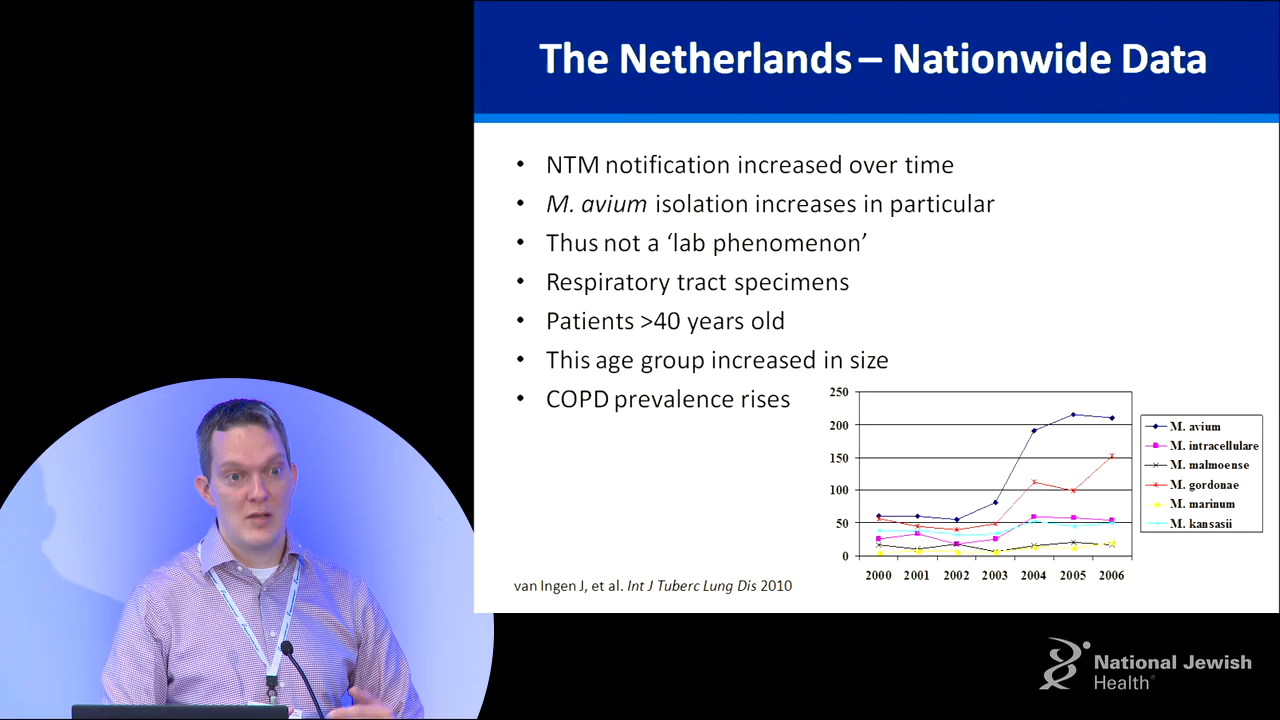 The Netherlands – Nationwide Data
• NTM notification increased over time
• M. avium isolation increases in particular
• Thus not a ‘lab phenomenon’
• Respiratory tract specimens
• Patients >40 years old
• This age group increased in size
• COPD prevalence rises
250
200
150
100
50
0
2000 2001 2002 2003 2004 2005 2006
M. avium
M. intracellulare
M. malmoense
M. gordonae
M. marinum
M. kansasii
van Ingen J, et al. Int J Tuberc Lung Dis 2010
National Jewish
Health®